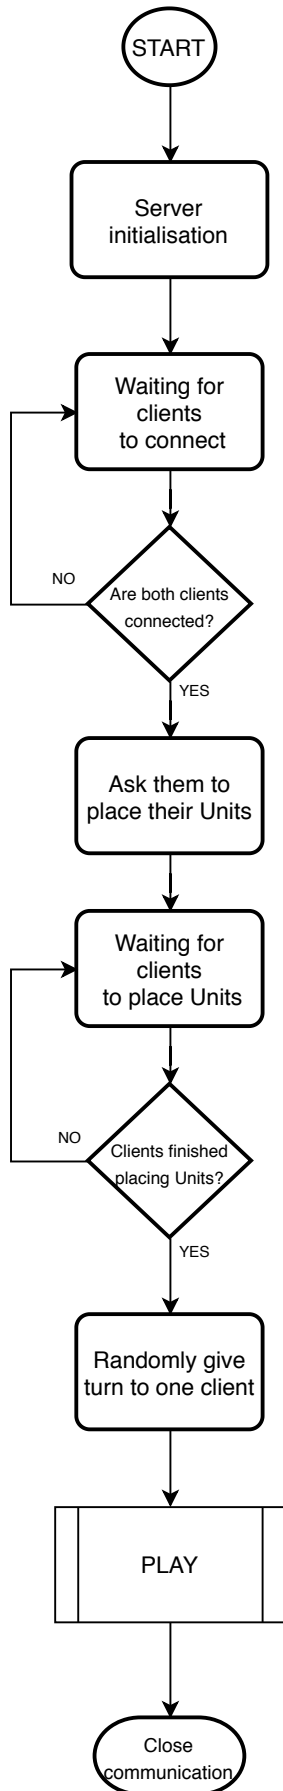 START
Server
initialisation
Waiting for
clients
to connect
NO
Are both clients
connected?
YES
Ask them to
place their Units
Waiting for
clients
to place Units
NO
Clients finished
placing Units?
YES
Randomly give
turn to one client
PLAY
Close
communication